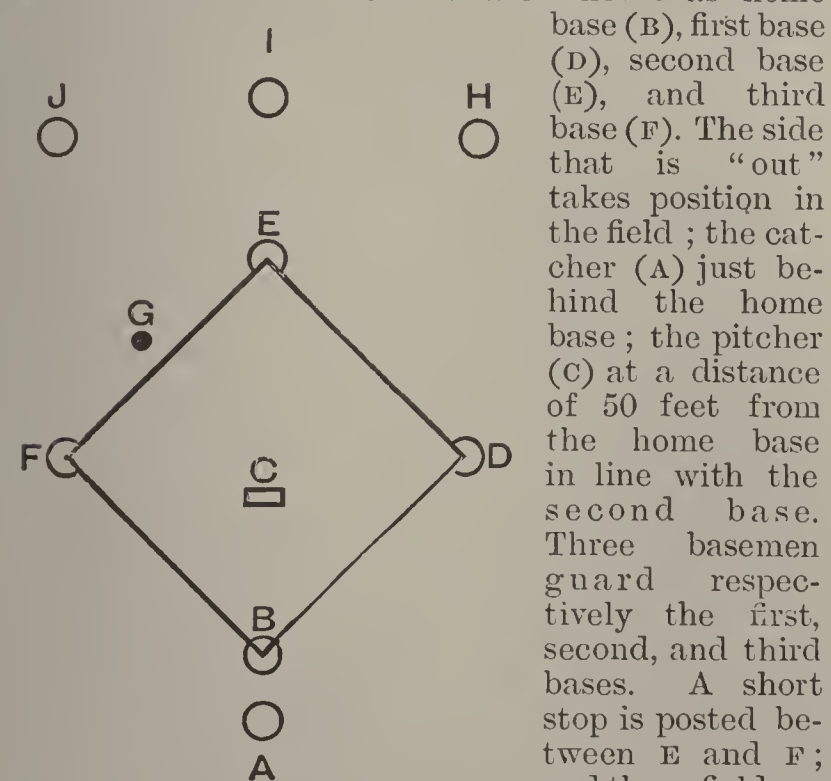 I
J
H
E
G
F
D
C
B
A
base (B), first base
(D), second base
(E), and third
base (F). The side
that is “out”
takes position in
the field ; the cat-
cher (A) just be-
hind the home
base ; the pitcher
(C) at a distance
of 50 feet from
the home base
in line with the
second base.
Three basemen
guard respec-
tively the first,
second, and third
bases. A short
stop is posted be-
tween E and F ;